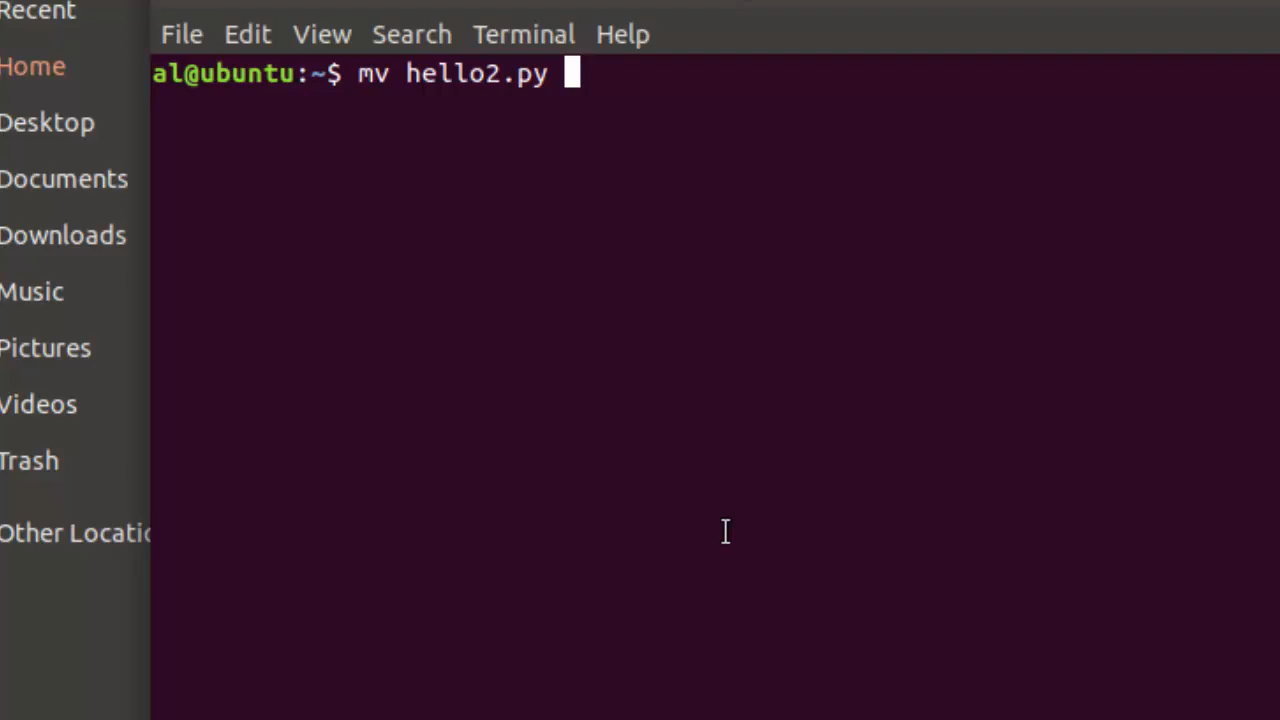 Recent
Home
Desktop
Documents
Downloads
Music
Pictures
Videos
Trash
Other Locatio
File Edit View Search Terminal Help
al@ubuntu:~$ mv hello2.py